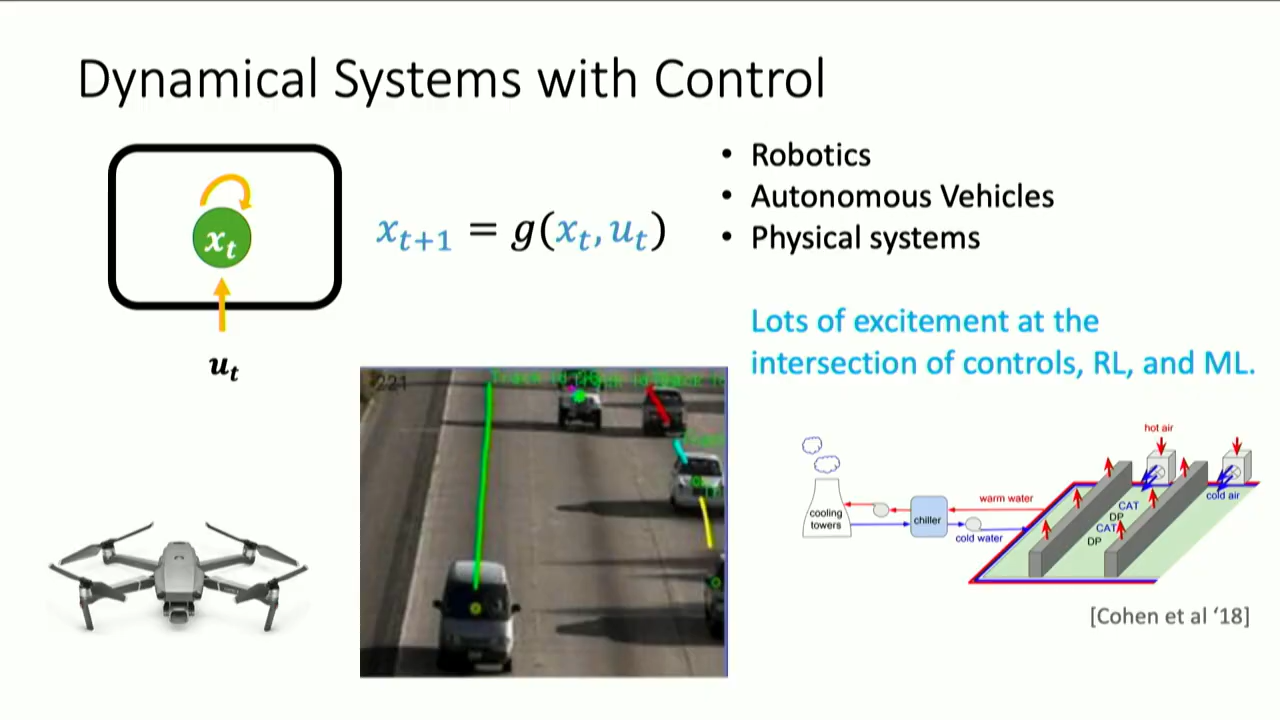 Dynamical Systems with Control
x_t
u_t
x_{t+1} = g(x_t, u_t)
• Robotics
• Autonomous Vehicles
• Physical systems
Lots of excitement at the
intersection of controls, RL, and ML.
221
Track
hot air
cold air
warm water
cooling
towers
chiller
cold water
CAT
DP
CAT
DP
[Cohen et al ‘18]